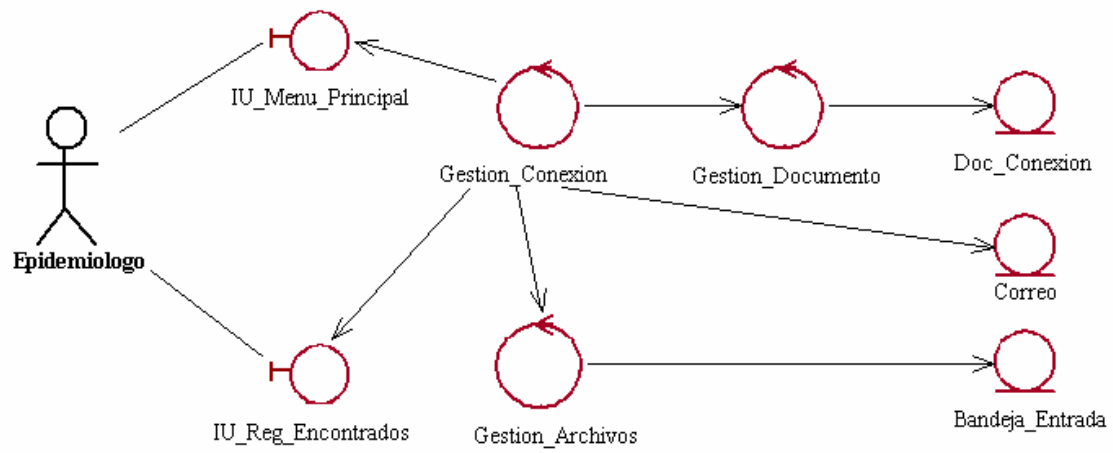 IU_Menu_Principal
Gestion_Conexion
Gestion_Documento
Doc_Conexion
Epidemiologo
Correo
IU_Reg_Encontrados
Gestion_Archivos
Bandeja_Entrada